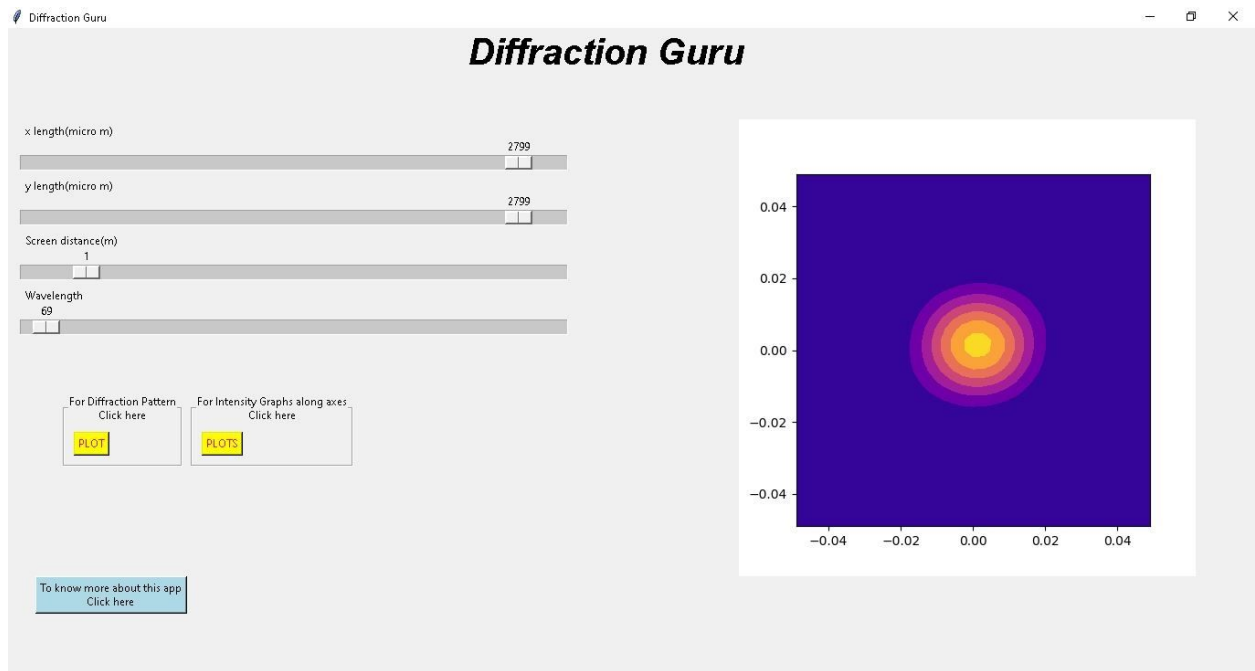 Diffraction Guru
Diffraction Guru
x length(micro m)
2799
y length(micro m)
2799
Screen distance(m)
1
Wavelength
69
For Diffraction Pattern
Click here
PLOT
For Intensity Graphs along axes
Click here
PLOTS
To know more about this app
Click here
0.04
0.02
0.00
−0.02
−0.04
−0.04 −0.02 0.00 0.02 0.04